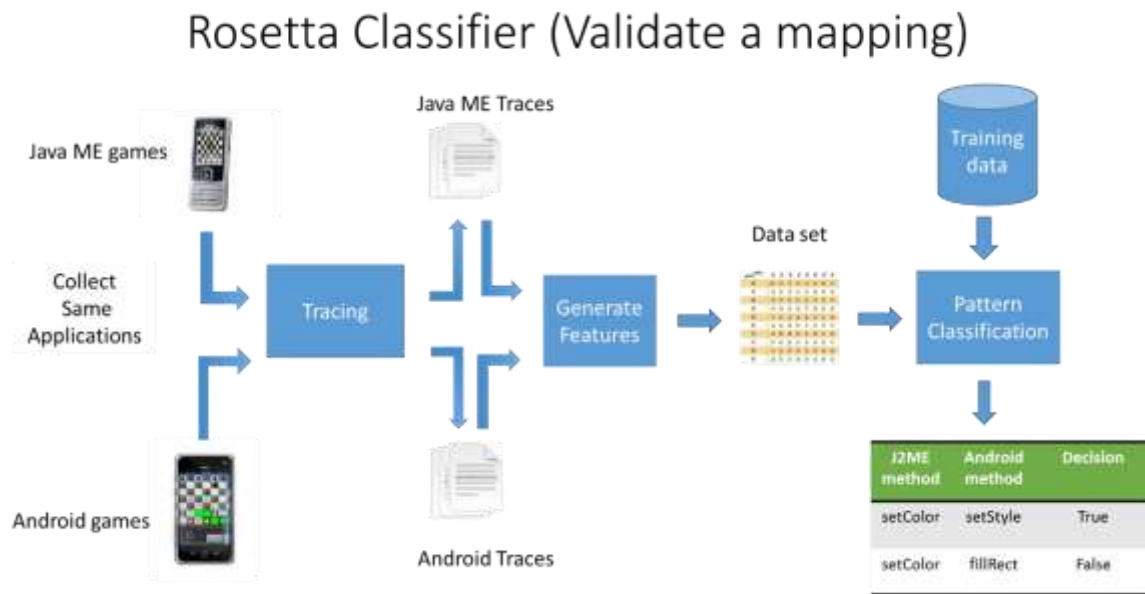 Rosetta Classifier (Validate a mapping)
Java ME games
Java ME Traces
Training
data
Collect
Same
Applications
Tracing
Generate
Features
Data set
Pattern
Classification
Android games
Android Traces
J2ME
method
Android
method
Decision
setColor
setStyle
True
setColor
fillRect
False